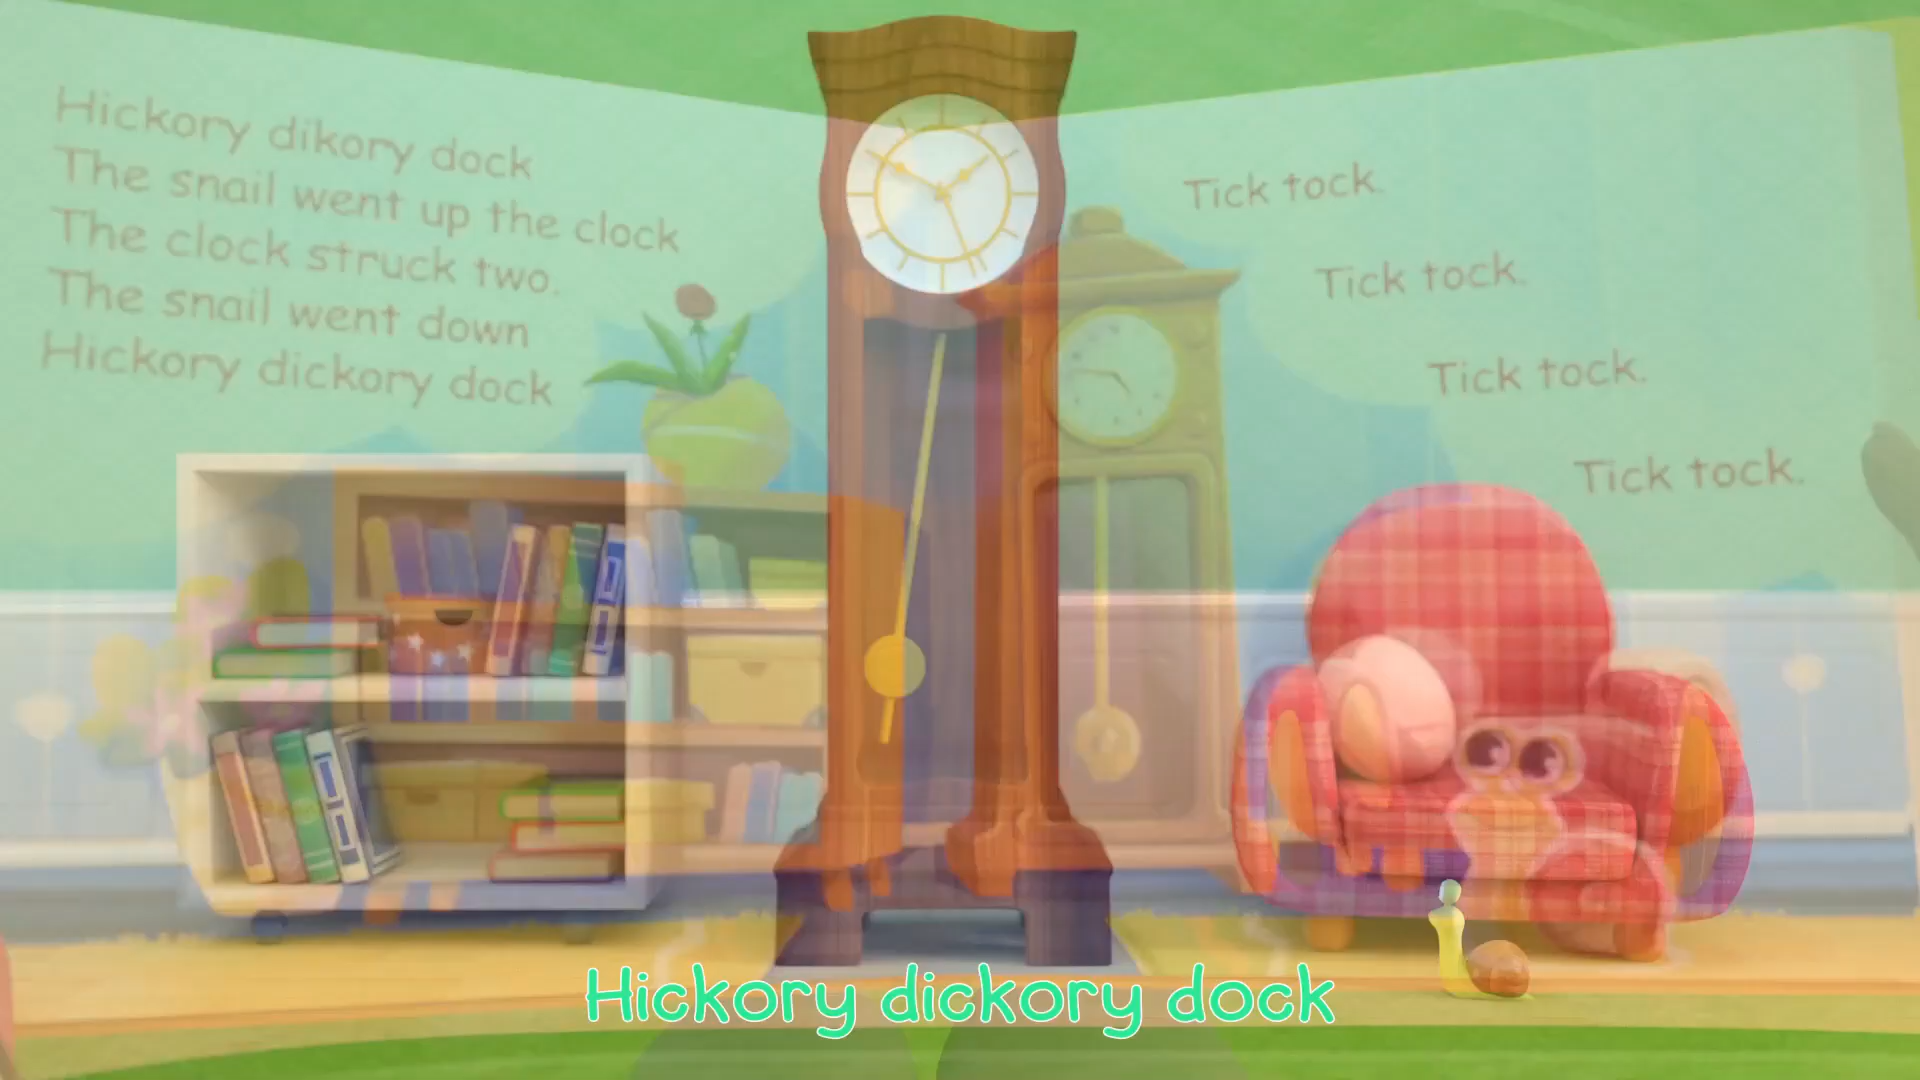 Hickory dikory dock
The snail went up the clock
The clock struck two.
The snail went down
Hickory dickory dock
Tick tock.
Tick tock.
Tick tock.
Tick tock.
Hickory dickory dock